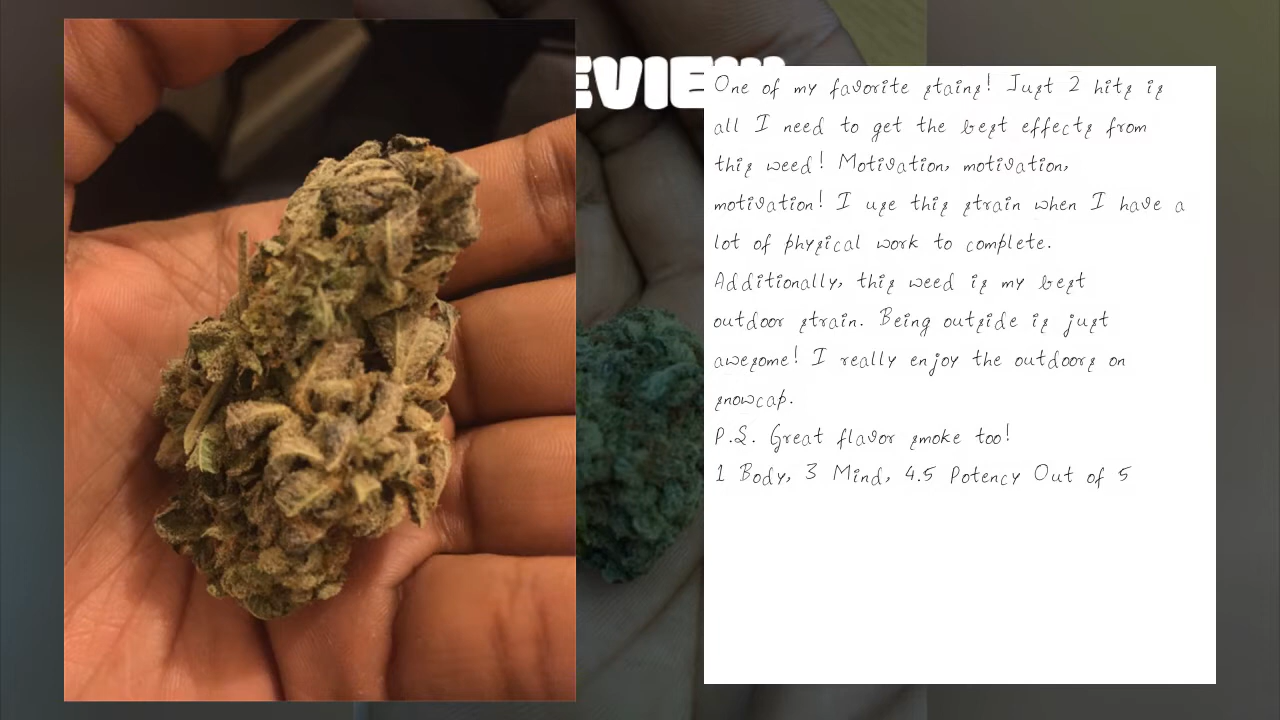 EVIEW
One of my favorite stains! Just 2 hits is
all I need to get the best effects from
this weed! Motivation, motivation,
motivation! I use this strain when I have a
lot of physical work to complete.
Additionally, this weed is my best
outdoor strain. Being outside is just
awesome! I really enjoy the outdoors on
snowcap.
P.S. Great flavor smoke too!
1 Body, 3 Mind, 4.5 Potency Out of 5